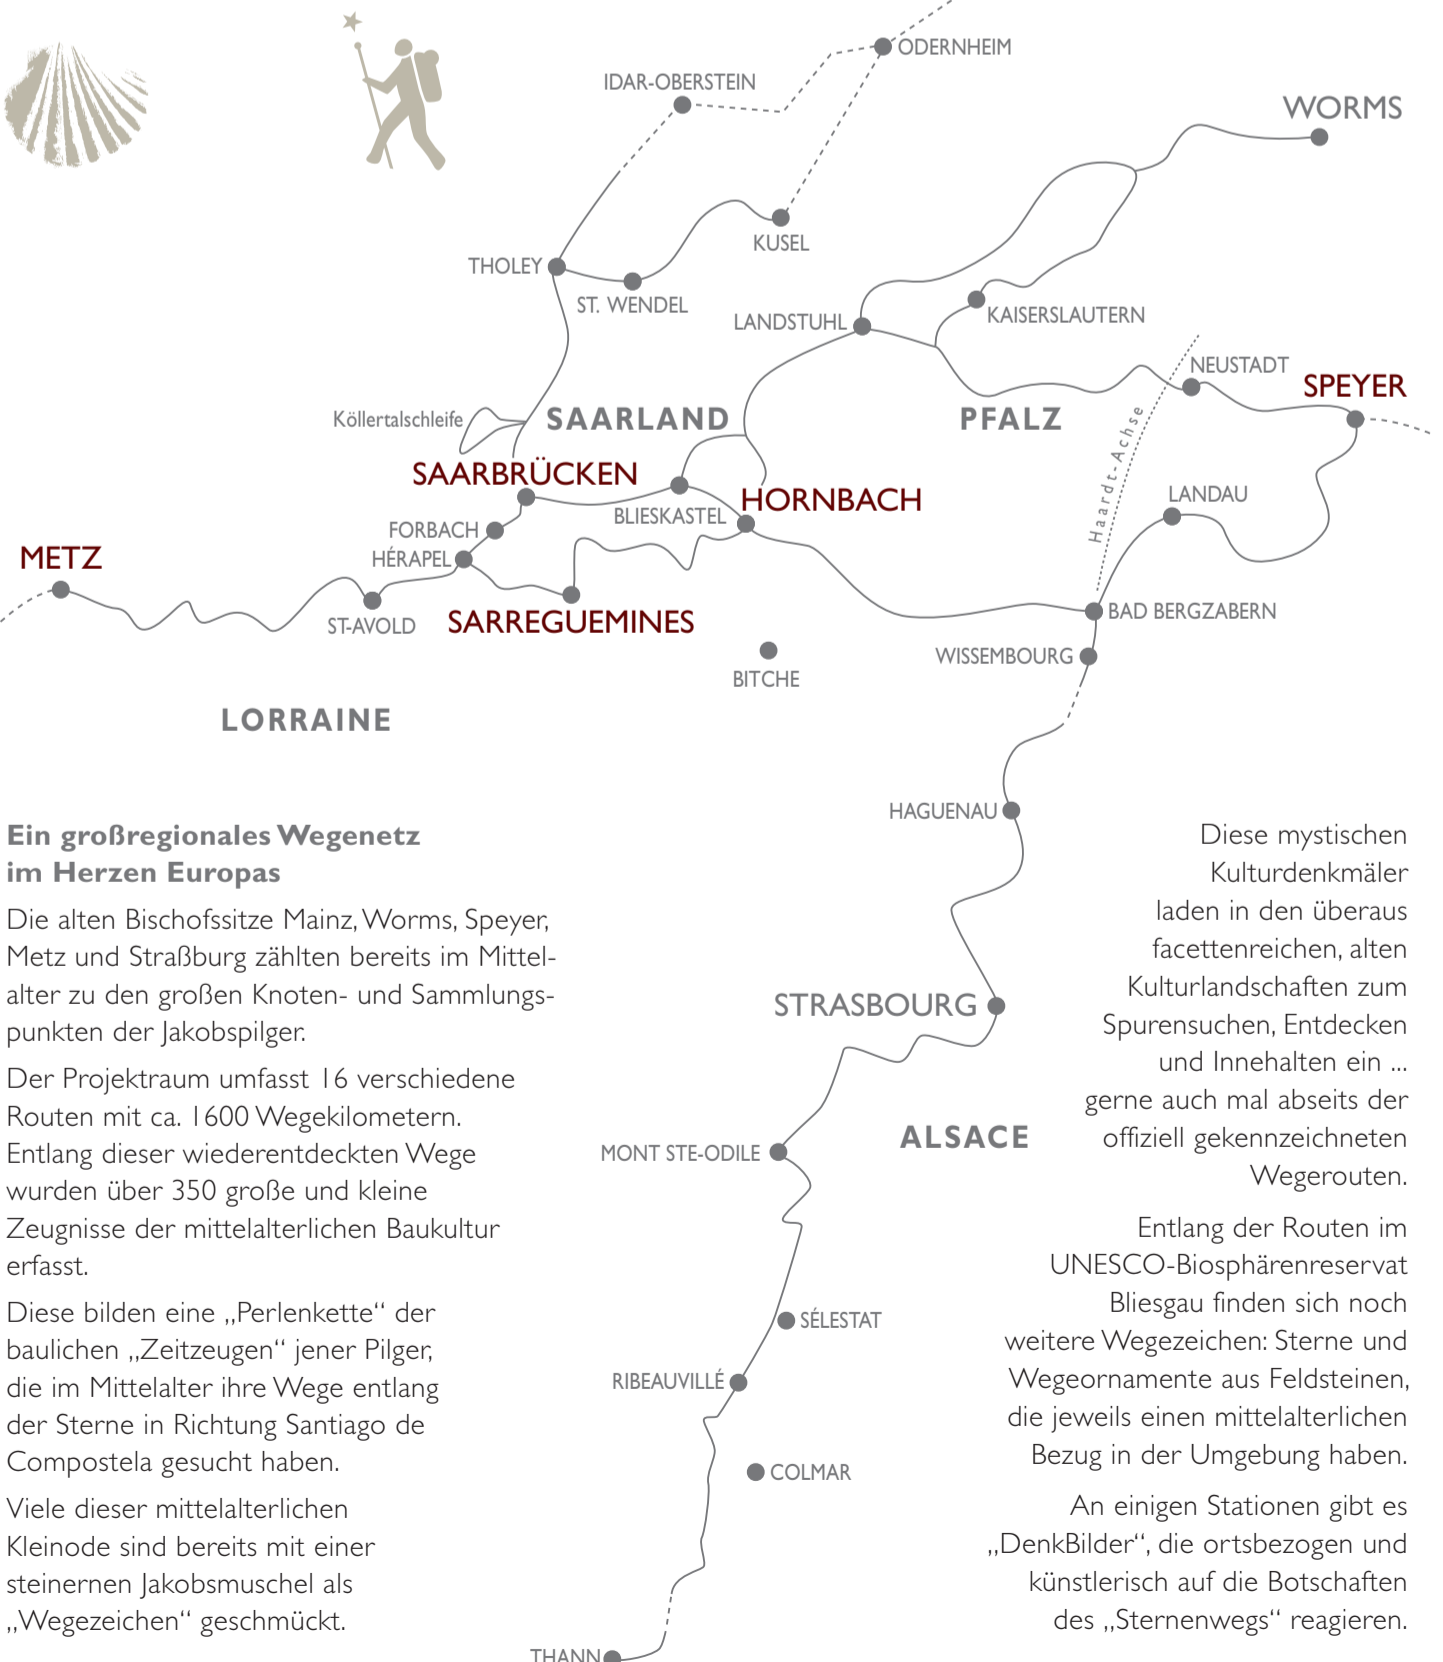 ODERNHEIM
IDAR-OBERSTEIN
WORMS
KUSEL
THOLEY
ST. WENDEL
LANDSTUHL
KAISERSLAUTERN
NEUSTADT
SPEYER
Köllertalschleife
SAARLAND
PFALZ
Haardt-Achse
SAARBRÜCKEN
HORNBACH
LANDAU
BLIESKASTEL
FORBACH
METZ
HÉRAPEL
ST-AVOLD
SARREGUEMINES
BAD BERGZABERN
WISSEMBOURG
BITCHE
LORRAINE
HAGUENAU
STRASBOURG
ALSACE
MONT STE-ODILE
SÉLESTAT
RIBEAUVILLÉ
COLMAR
THANN
Ein großregionales Wegenetz
im Herzen Europas
Die alten Bischofssitze Mainz, Worms, Speyer,
Metz und Straßburg zählten bereits im Mittel-
alter zu den großen Knoten- und Sammlungs-
punkten der Jakobspilger.
Der Projektraum umfasst 16 verschiedene
Routen mit ca. 1600 Wegekilometern.
Entlang dieser wiederentdeckten Wege
wurden über 350 große und kleine
Zeugnisse der mittelalterlichen Baukultur
erfasst.
Diese bilden eine „Perlenkette“ der
baulichen „Zeitzeugen“ jener Pilger,
die im Mittelalter ihre Wege entlang
der Sterne in Richtung Santiago de
Compostela gesucht haben.
Viele dieser mittelalterlichen
Kleinode sind bereits mit einer
steinernen Jakobsmuschel als
„Wegezeichen“ geschmückt.
Diese mystischen
Kulturdenkmäler
laden in den überaus
facettenreichen, alten
Kulturlandschaften zum
Spurensuchen, Entdecken
und Innehalten ein ...
gerne auch mal abseits der
offiziell gekennzeichneten
Wegerouten.
Entlang der Routen im
UNESCO-Biosphärenreservat
Bliesgau finden sich noch
weitere Wegezeichen: Sterne und
Wegeornamente aus Feldsteinen,
die jeweils einen mittelalterlichen
Bezug in der Umgebung haben.
An einigen Stationen gibt es
„DenkBilder“, die ortsbezogen und
künstlerisch auf die Botschaften
des „Sternenwegs“ reagieren.